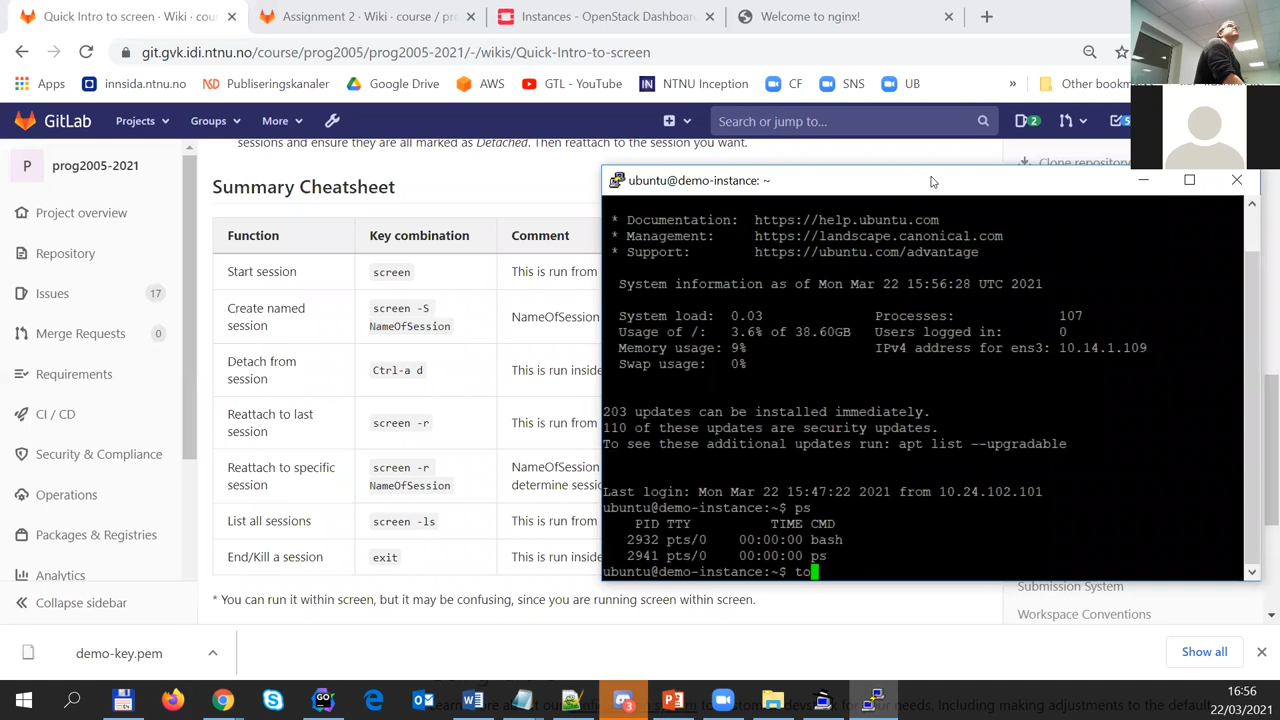 Quick Intro to screen · Wiki · cou
Assignment 2 · Wiki · course / pr
Instances - OpenStack Dashboar
Welcome to nginx!
git.gvk.idi.ntnu.no/course/prog2005/prog2005-2021/-/wikis/Quick-Intro-to-screen
Apps
innsida.ntnu.no
Publiseringskanaler
Google Drive
AWS
GTL - YouTube
NTNU Inception
CF
SNS
UB
»
Other bookm
GitLab
Projects
Groups
More
Search or jump to...
2
5
P
prog2005-2021
Project overview
Repository
Issues
17
Merge Requests
0
Requirements
CI / CD
Security & Compliance
Operations
Packages & Registries
Analytics
Collapse sidebar
sessions and ensure they are all marked as Detached. Then reattach to the session you want.
Clone repository
Summary Cheatsheet
Function
Key combination
Comment
Start session
screen
This is run from
Create named
session
screen -S
NameOfSession
NameOfSession
Detach from
session
Ctrl-a d
This is run inside
Reattach to last
session
screen -r
This is run from
Reattach to specific
session
screen -r
NameOfSession
NameOfSession
determine session
List all sessions
screen -ls
This is run from
End/Kill a session
exit
This is run from
* You can run it within screen, but may be confusing, since you are running screen within screen.
ubuntu@demo-instance: ~
* Documentation: https://help.ubuntu.com
* Management: https://landscape.canonical.com
* Support: https://ubuntu.com/advantage
System information as of Mon Mar 22 15:56:28 UTC 2021
System load: 0.03 Processes: 107
Usage of /: 3.6% of 38.60GB Users logged in: 0
Memory usage: 9% IPv4 address for ens3: 10.14.1.109
Swap usage: 0%
203 updates can be installed immediately.
110 of these updates are security updates.
To see these additional updates run: apt list --upgradable
Last login: Mon Mar 22 15:47:22 2021 from 10.24.102.101
ubuntu@demo-instance:~$ ps
PID TTY TIME CMD
2932 pts/0 00:00:00 bash
2941 pts/0 00:00:00 ps
ubuntu@demo-instance:~$ to
Submission System
Workspace Conventions
demo-key.pem
Show all
16:56
22/03/2021